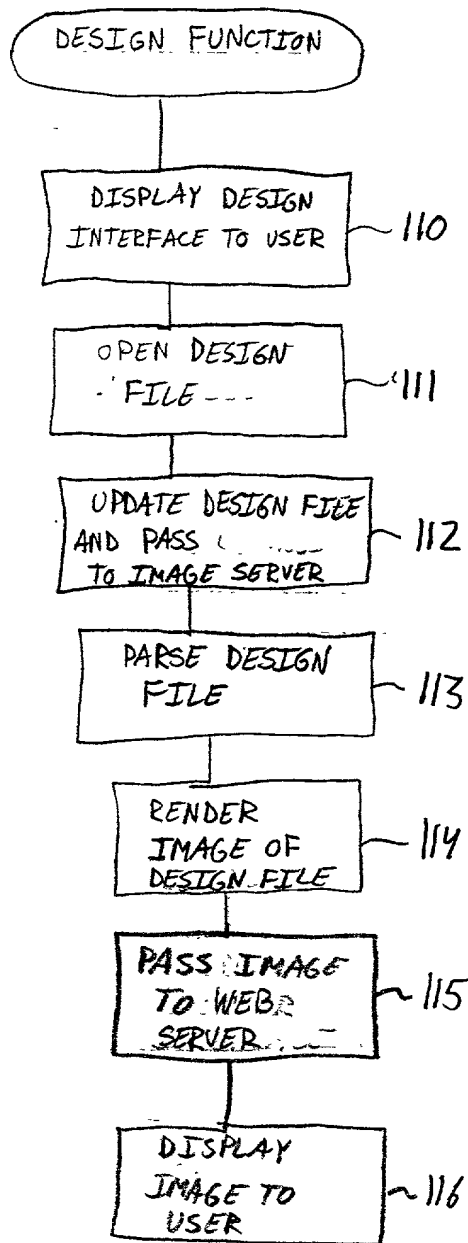 DESIGN FUNCTION
DISPLAY DESIGN
INTERFACE TO USER
110
OPEN DESIGN
FILE
111
UPDATE DESIGN FILE
AND PASS
TO IMAGE SERVER
112
PARSE DESIGN
FILE
113
RENDER
IMAGE OF
DESIGN FILE
114
PASS IMAGE
TO WEB
SERVER
115
DISPLAY
IMAGE TO
USER
116